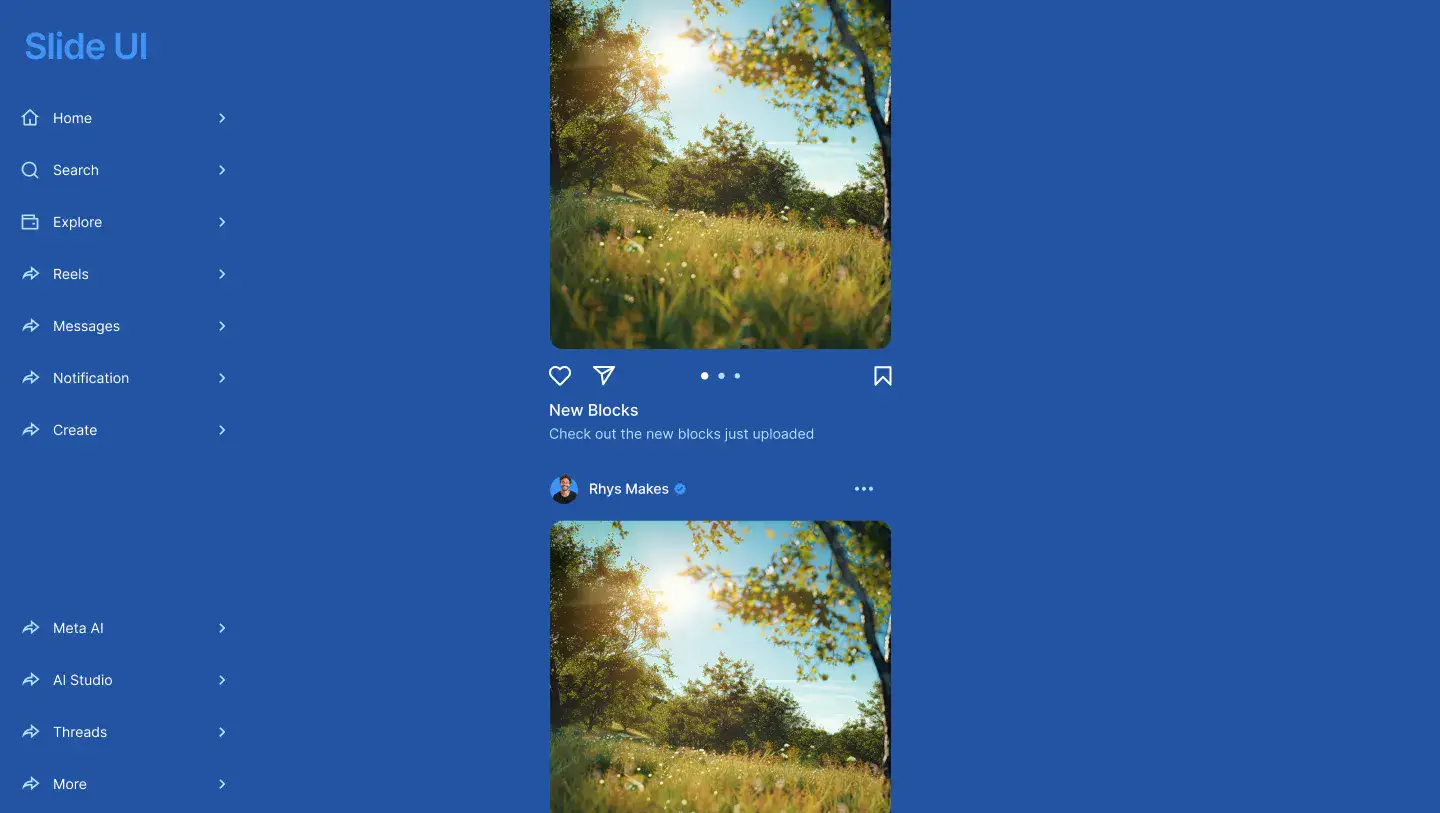 Slide UI
Home
Search
Explore
Reels
Messages
Notification
Create
Meta AI
AI Studio
Threads
More
New Blocks
Check out the new blocks just uploaded
Rhys Makes